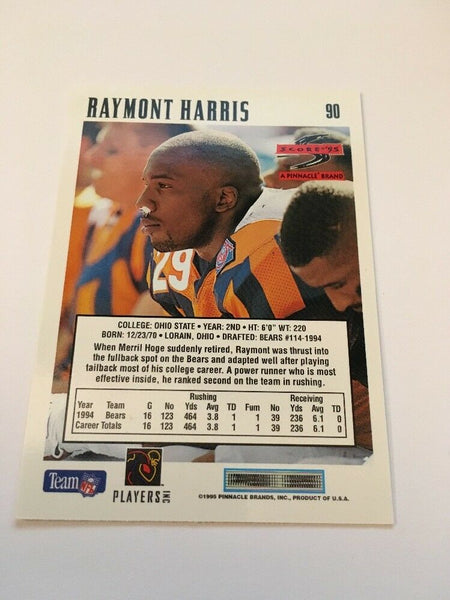 RAYMONT HARRIS
90
SCORE '95
A PINNACLE BRAND
29
COLLEGE: OHIO STATE • YEAR: 2ND • HT: 6'0" WT: 220
BORN: 12/23/70 • LORAIN, OHIO • DRAFTED: BEARS #114-1994
When Merril Hoge suddenly retired, Raymont was thrust into
the fullback spot on the Bears and adapted well after playing
tailback most of his college career. A power runner who is most
effective inside, he ranked second on the team in rushing.
Rushing Receiving
Year Team G No Yds Avg TD Fum No Yds Avg TD
1994 Bears 16 123 464 3.8 1 1 39 236 6.1 0
Career Totals 16 123 464 3.8 1 1 39 236 6.1 0
Team NFL
PLAYERS INC
©1995 PINNACLE BRANDS, INC., PRODUCT OF U.S.A.